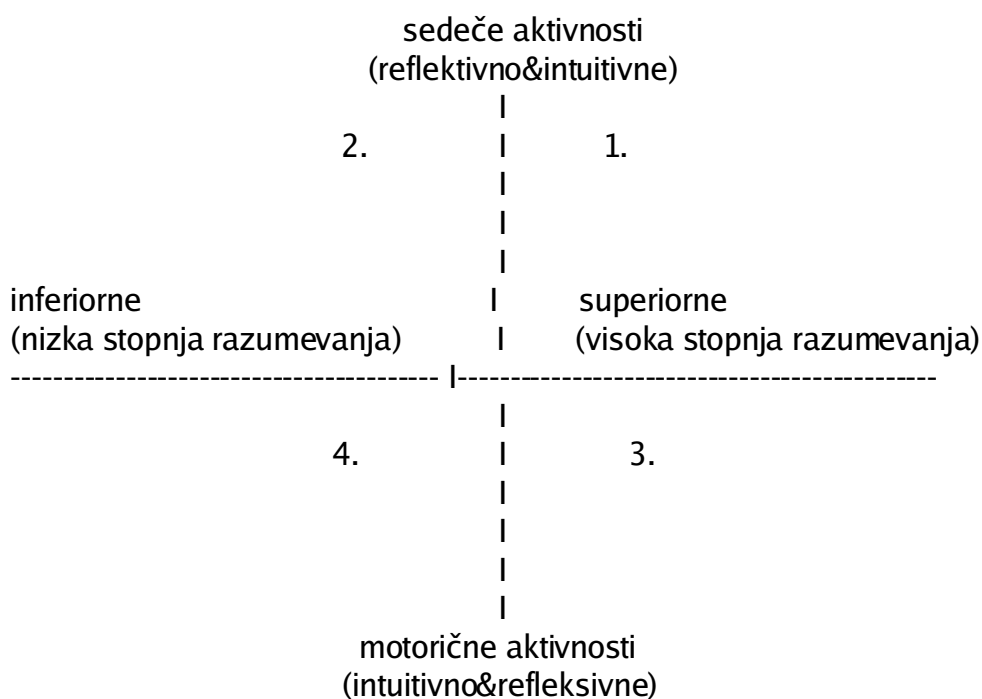 sedeče aktivnosti
(reflektivno&intuitivne)
2. 1.
inferiorne superiorne
(nizka stopnja razumevanja) (visoka stopnja razumevanja)
4. 3.
motorične aktivnosti
(intuitivno&refleksivne)